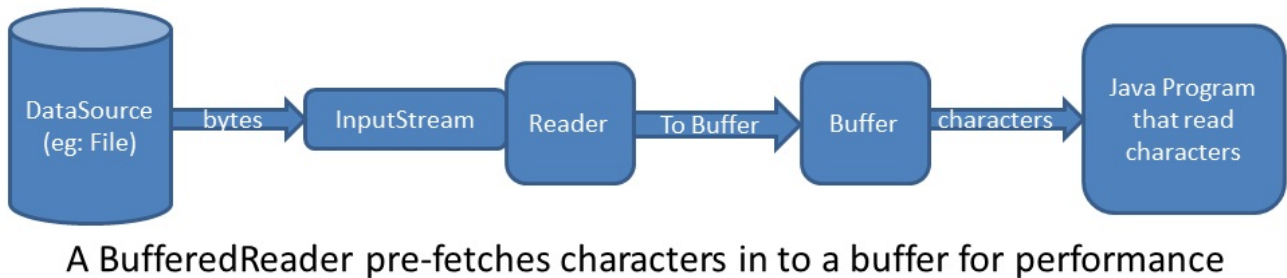 DataSource
(eg: File)
bytes
InputStream
Reader
To Buffer
Buffer
characters
Java Program
that read
characters
A BufferedReader pre-fetches characters in to a buffer for performance